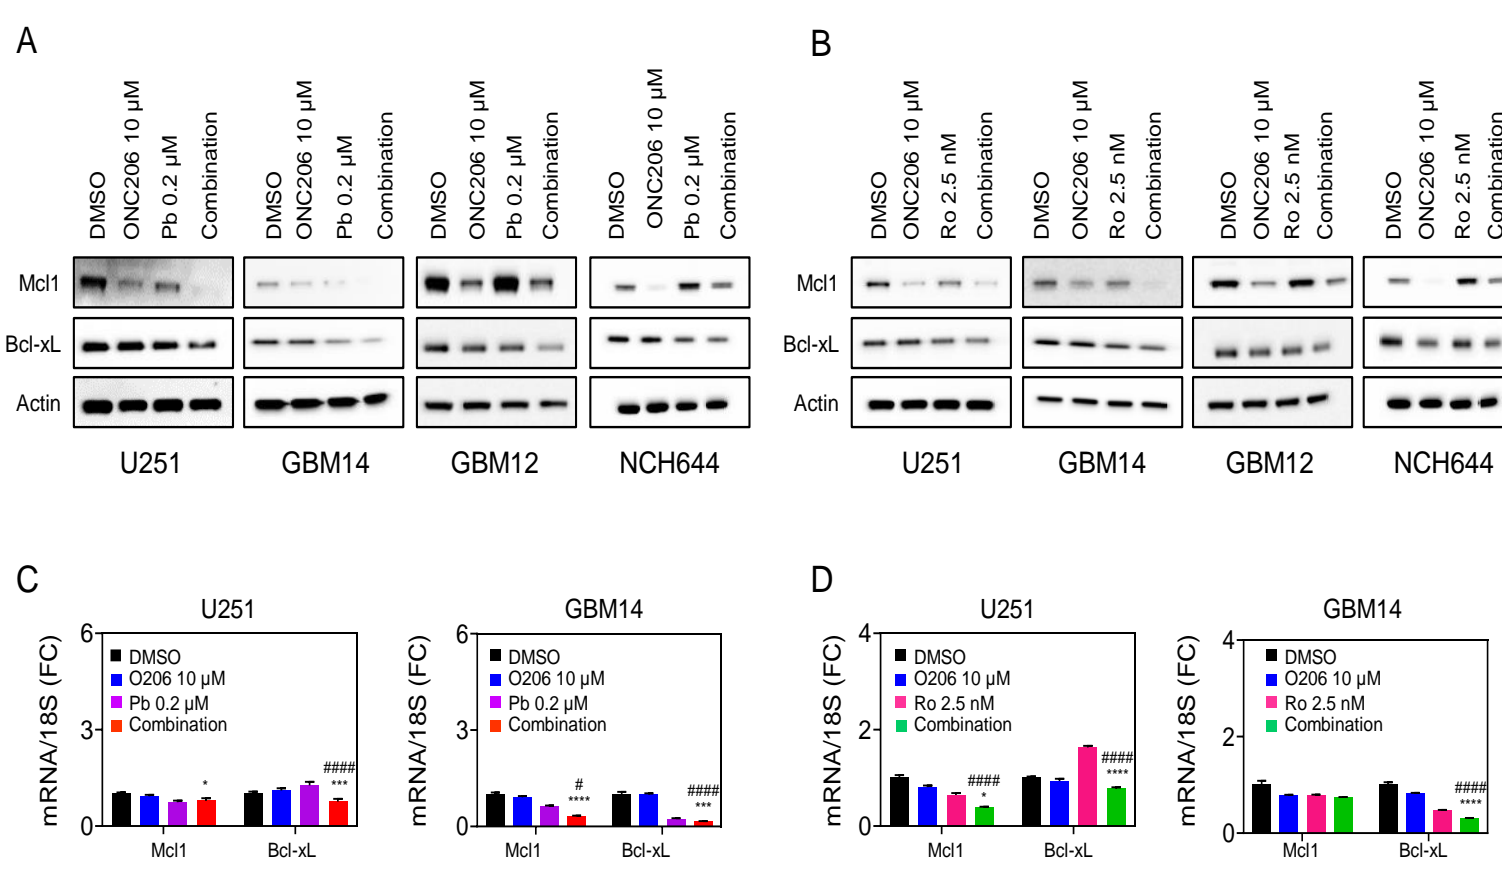 A
B
DMSO
ONC206 10 µM
Pb 0.2 µM
Combination
DMSO
ONC206 10 µM
Pb 0.2 µM
Combination
DMSO
ONC206 10 µM
Pb 0.2 µM
Combination
DMSO
ONC206 10 µM
Pb 0.2 µM
Combination
DMSO
ONC206 10 µM
Ro 2.5 nM
Combination
DMSO
ONC206 10 µM
Ro 2.5 nM
Combination
DMSO
ONC206 10 µM
Ro 2.5 nM
Combination
DMSO
ONC206 10 µM
Ro 2.5 nM
Combination
Mcl1
Bcl-xL
Actin
Mcl1
Bcl-xL
Actin
U251
GBM14
GBM12
NCH644
U251
GBM14
GBM12
NCH644
C
U251
mRNA/18S (FC)
6
3
0
DMSO
O206 10 µM
Pb 0.2 µM
Combination
*
####
***
Mcl1
Bcl-xL
GBM14
mRNA/18S (FC)
6
3
0
DMSO
O206 10 µM
Pb 0.2 µM
Combination
#
****
####
***
Mcl1
Bcl-xL
D
U251
mRNA/18S (FC)
4
2
0
DMSO
O206 10 µM
Ro 2.5 nM
Combination
####
*
####
****
Mcl1
Bcl-xL
GBM14
mRNA/18S (FC)
4
2
0
DMSO
O206 10 µM
Ro 2.5 nM
Combination
####
****
Mcl1
Bcl-xL